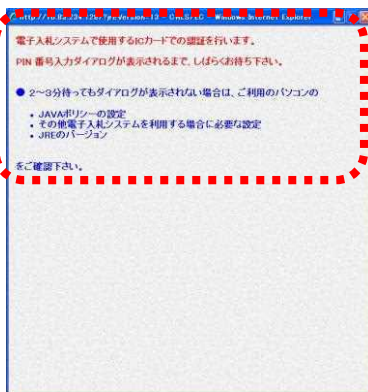 Windows Internet Explorer
電子入札システムで使用するICカードでの認証を行います。
PIN 番号入力ダイアログが表示されるまで、しばらくお待ち下さい。
● 2～3分待ってもダイアログが表示されない場合は、ご利用のパソコンの
・ JAVAポリシーの設定
・ その他電子入札システムを利用する場合に必要な設定
・ JREのバージョン
をご確認下さい。